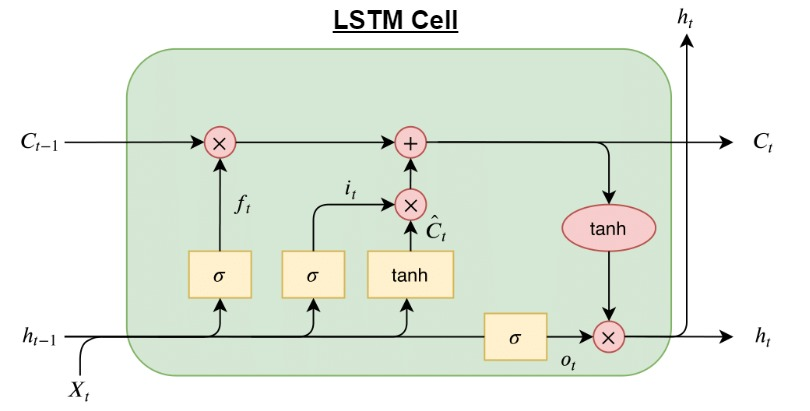 LSTM Cell
h_t
C_{t-1} × + C_t
i_t
f_t × Ĉ_t tanh
σ σ tanh
h_{t-1} σ o_t × h_t
X_t